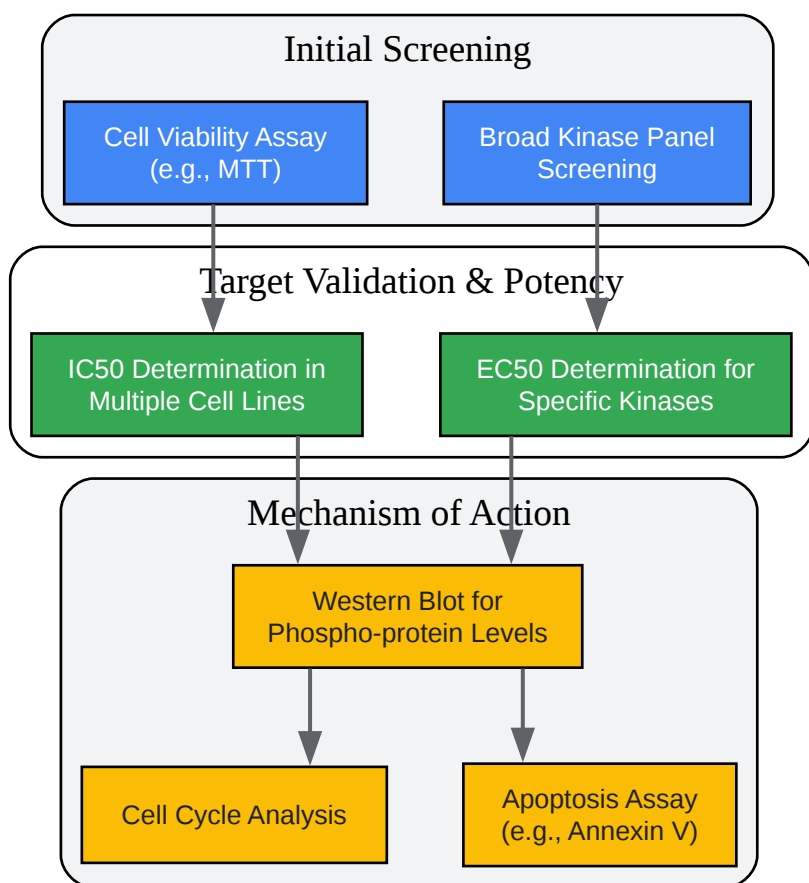 Initial Screening
Cell Viability Assay
(e.g., MTT)
Broad Kinase Panel
Screening
Target Validation & Potency
IC50 Determination in
Multiple Cell Lines
EC50 Determination for
Specific Kinases
Mechanism of Action
Western Blot for
Phospho-protein Levels
Cell Cycle Analysis
Apoptosis Assay
(e.g., Annexin V)